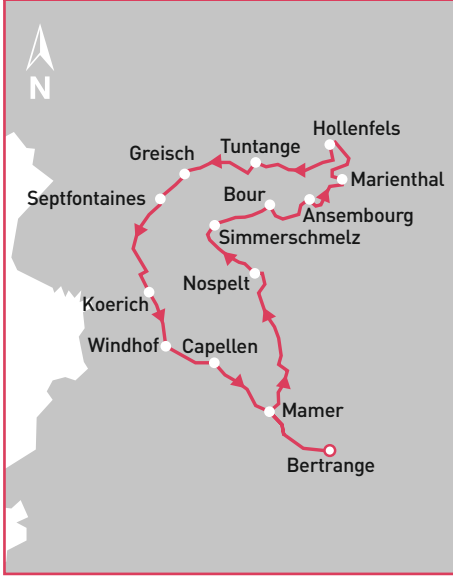 N
Hollenfels
Tuntange
Greisch
Marienthal
Bour
Septfontaines
Ansembourg
Simmerschmelz
Nospelt
Koerich
Windhof
Capellen
Mamer
Bertrange